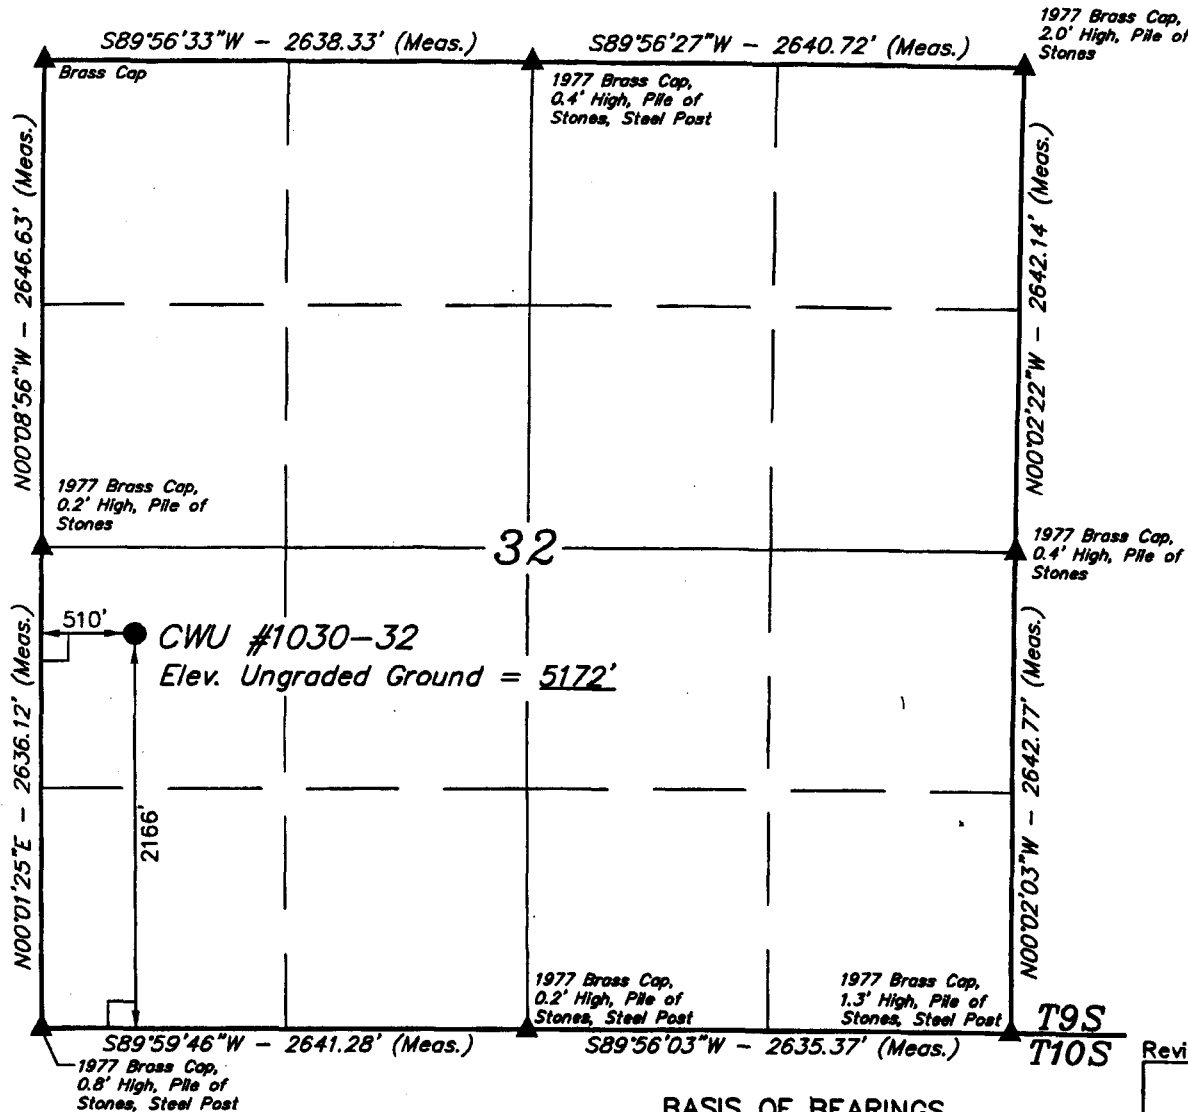 1977 Brass Cap,
2.0' High, Pile of
Stones
S89°56'33"W - 2638.33' (Meas.)
S89°56'27"W - 2640.72' (Meas.)
Brass Cap
1977 Brass Cap,
0.4' High, Pile of
Stones, Steel Post
N00°08'56"W - 2646.63' (Meas.)
N00°02'22"W - 2642.14' (Meas.)
1977 Brass Cap,
0.2' High, Pile of
Stones
32
1977 Brass Cap,
0.4' High, Pile of
Stones
510'
CWU #1030-32
Elev. Ungraded Ground = 5172'
N00°01'25"E - 2636.12' (Meas.)
2166'
N00°02'03"W - 2642.77' (Meas.)
1977 Brass Cap,
0.2' High, Pile of
Stones, Steel Post
1977 Brass Cap,
1.3' High, Pile of
Stones, Steel Post
T9S
T10S
S89°59'46"W - 2641.28' (Meas.)
S89°56'03"W - 2635.37' (Meas.)
1977 Brass Cap,
0.8' High, Pile of
Stones, Steel Post
Revi
BASIS OF BEARINGS